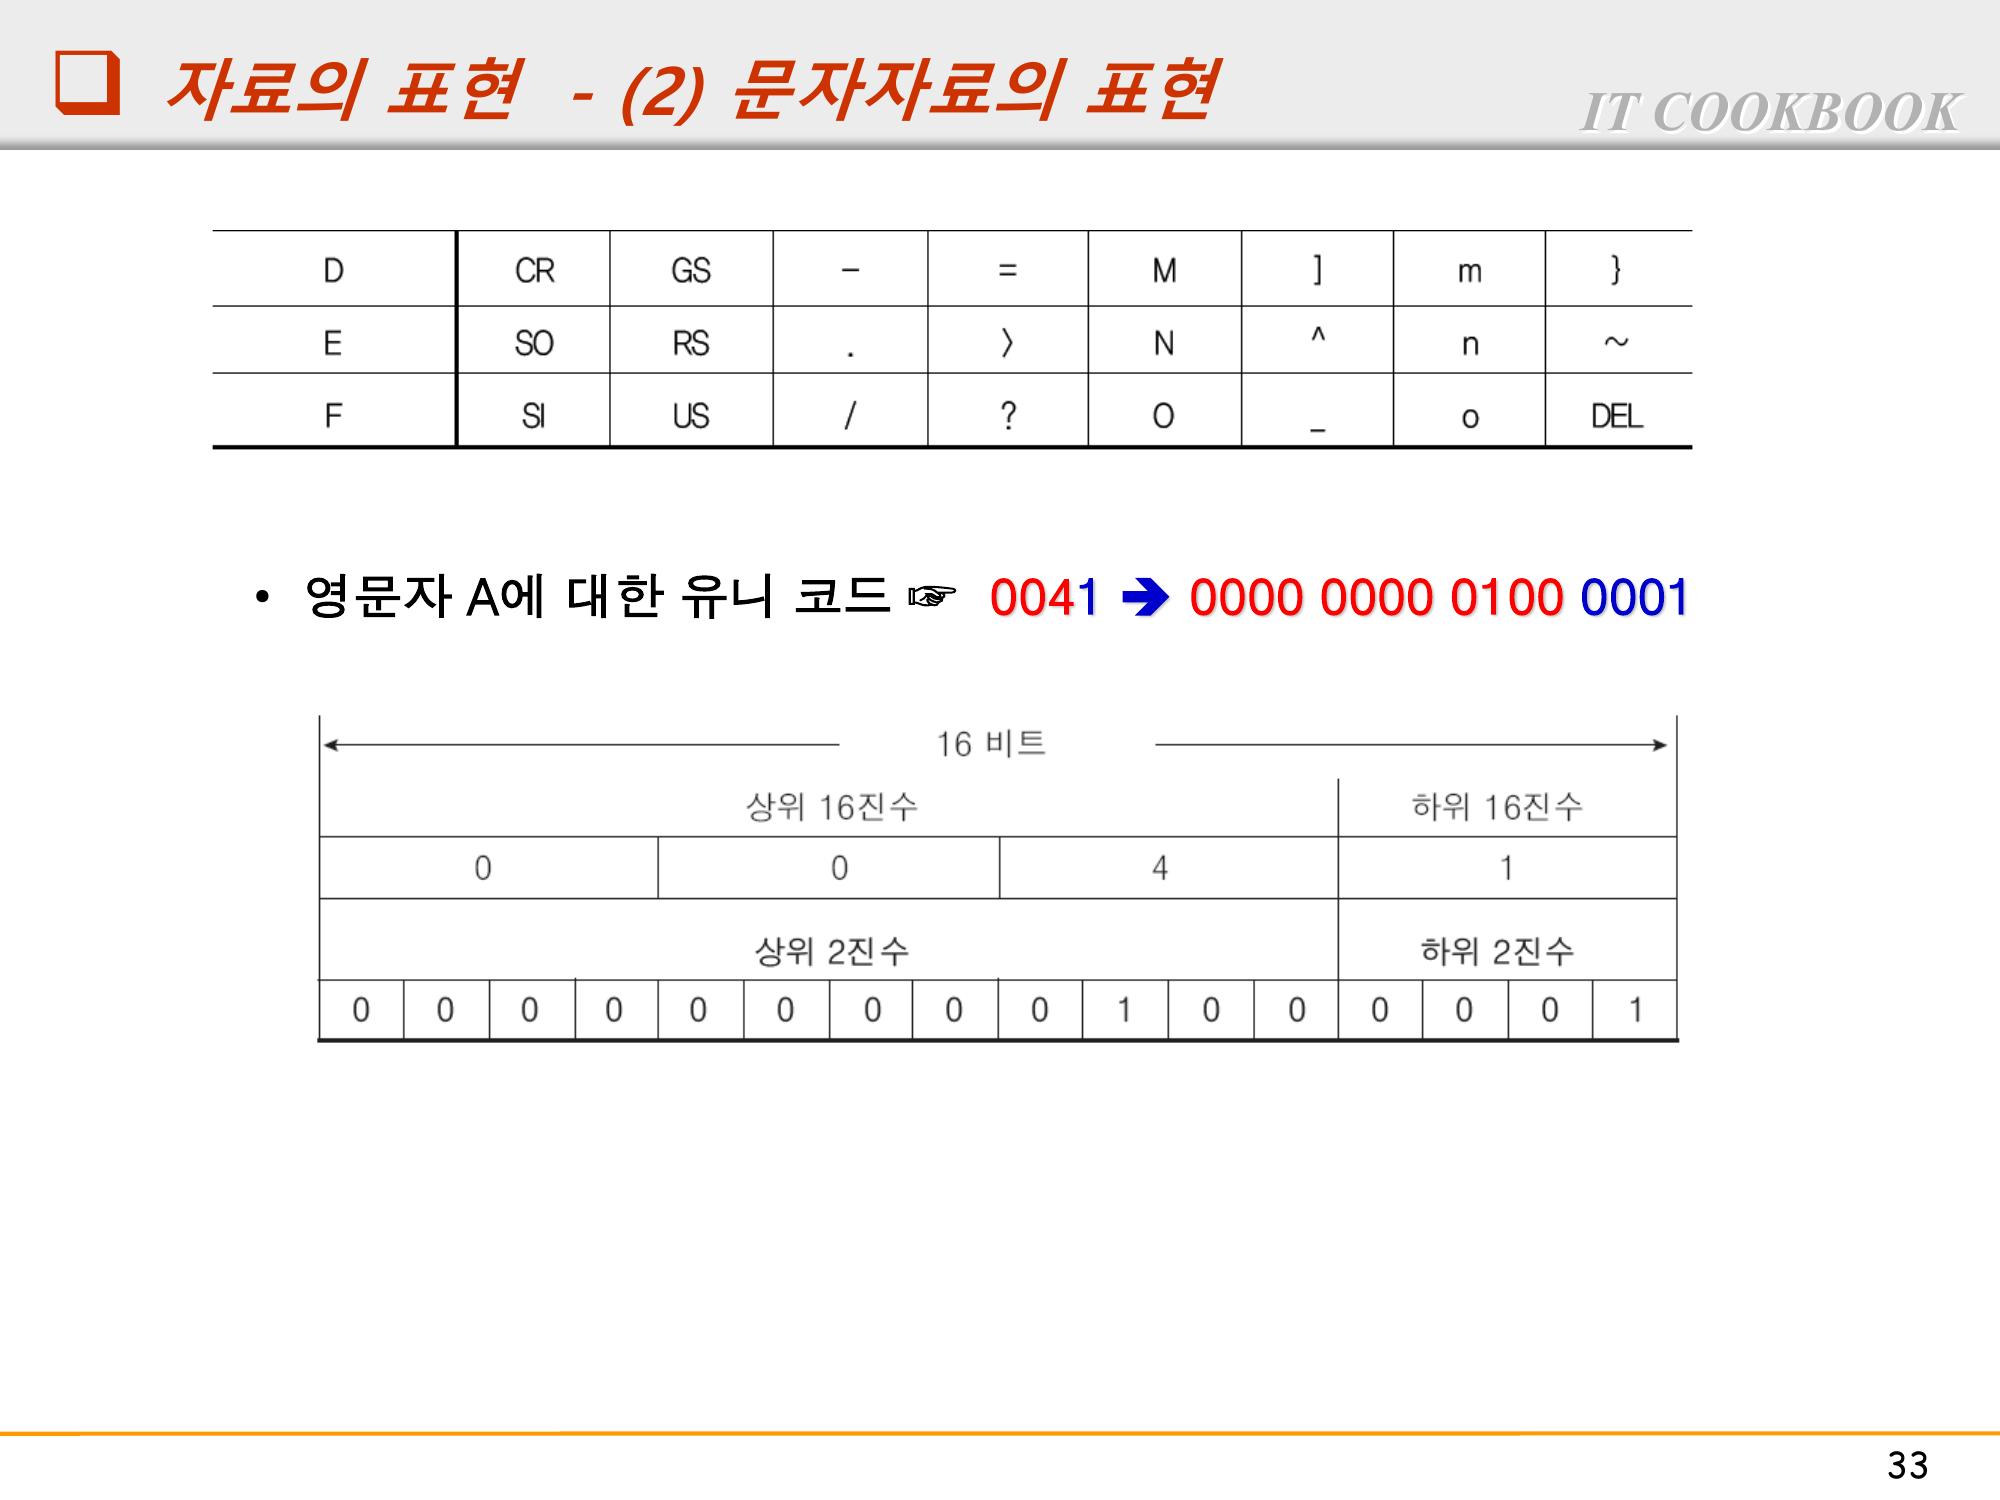 ❑ 자료의 표현 - (2) 문자자료의 표현
IT COOKBOOK
D CR GS − = M ] m }
E SO RS . 〉 N ^ n ~
F SI US / ? O _ o DEL
• 영문자 A에 대한 유니 코드 ☞ 0041 ➔ 0000 0000 0100 0001
16 비트
상위 16진수 하위 16진수
0 0 4 1
상위 2진수 하위 2진수
0 0 0 0 0 0 0 0 0 1 0 0 0 0 0 1
33